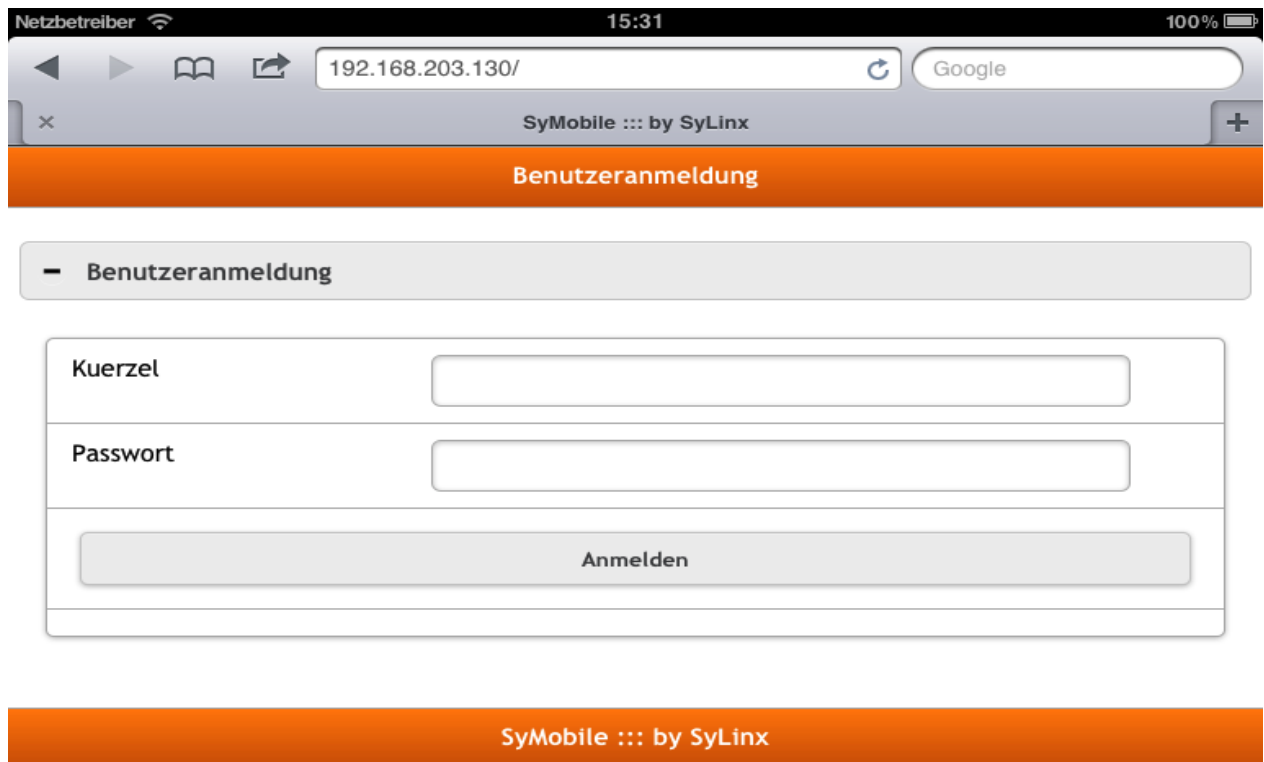 Netzbetreiber 15:31 100%
192.168.203.130/ Google
SyMobile ::: by SyLinx
Benutzeranmeldung
Benutzeranmeldung
Kuerzel
Passwort
Anmelden
SyMobile ::: by SyLinx